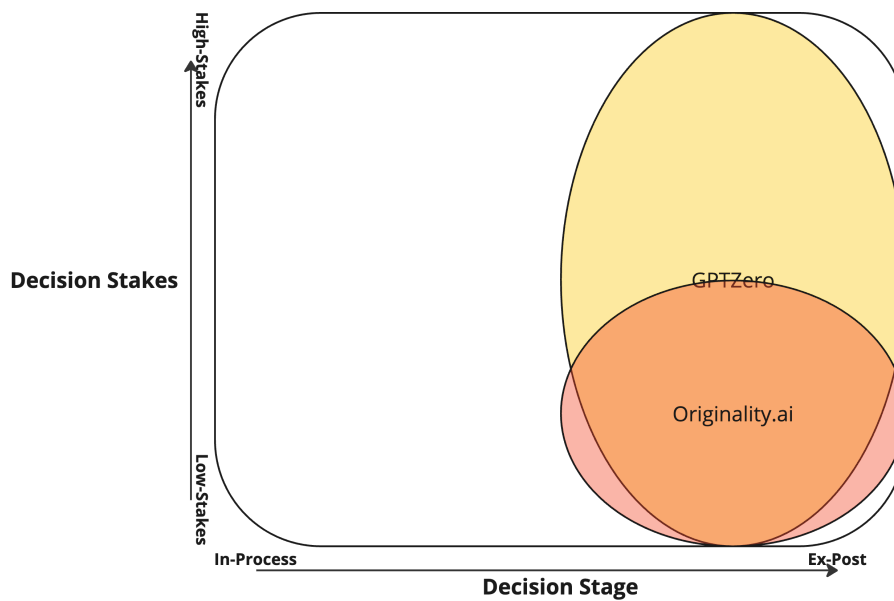 High-Stakes
Decision Stakes
GPTZero
Originality.ai
Low-Stakes
In-Process
Ex-Post
Decision Stage